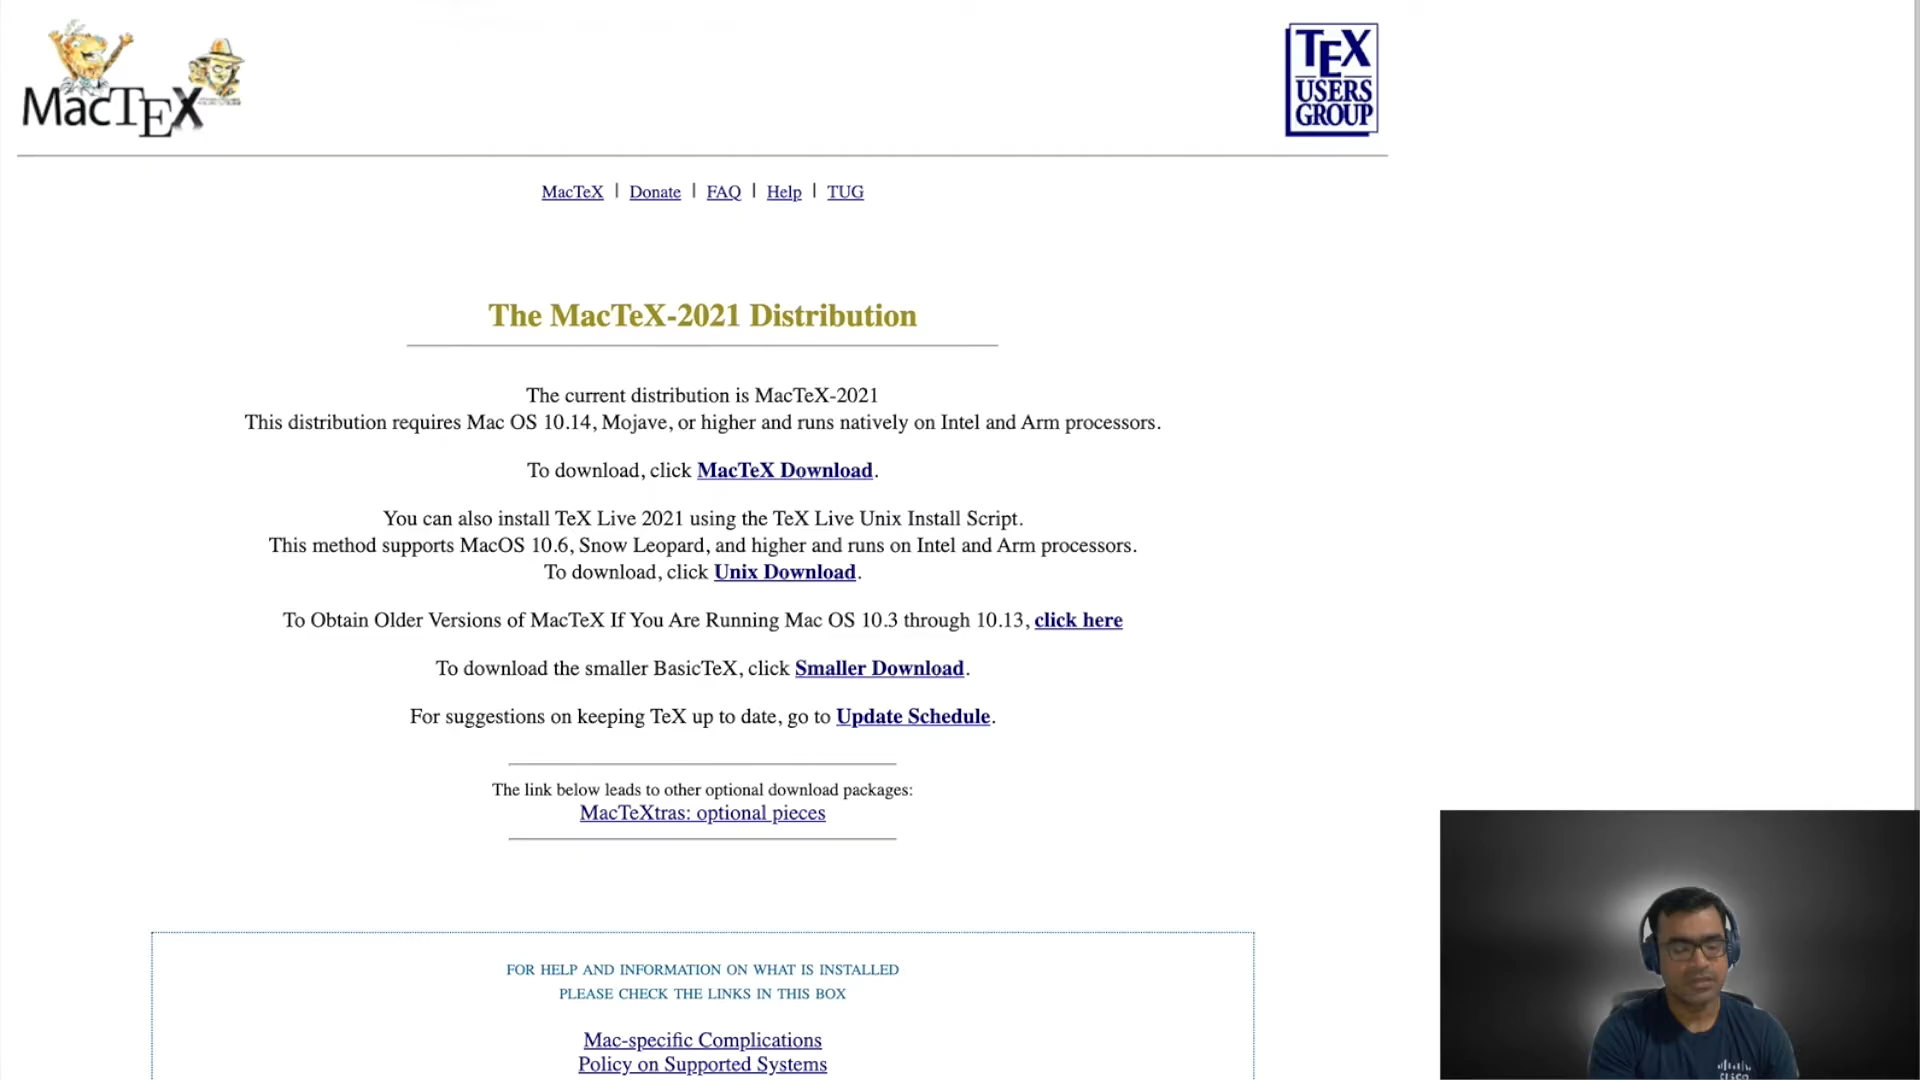 MacTEX
TEX
USERS
GROUP
MacTeX | Donate | FAQ | Help | TUG
The MacTeX-2021 Distribution
The current distribution is MacTeX-2021
This distribution requires Mac OS 10.14, Mojave, or higher and runs natively on Intel and Arm processors.
To download, click MacTeX Download.
You can also install TeX Live 2021 using the TeX Live Unix Install Script.
This method supports MacOS 10.6, Snow Leopard, and higher and runs on Intel and Arm processors.
To download, click Unix Download.
To Obtain Older Versions of MacTeX If You Are Running Mac OS 10.3 through 10.13, click here
To download the smaller BasicTeX, click Smaller Download.
For suggestions on keeping TeX up to date, go to Update Schedule.
The link below leads to other optional download packages:
MacTeXtras: optional pieces
FOR HELP AND INFORMATION ON WHAT IS INSTALLED
PLEASE CHECK THE LINKS IN THIS BOX
Mac-specific Complications
Policy on Supported Systems
CISCO